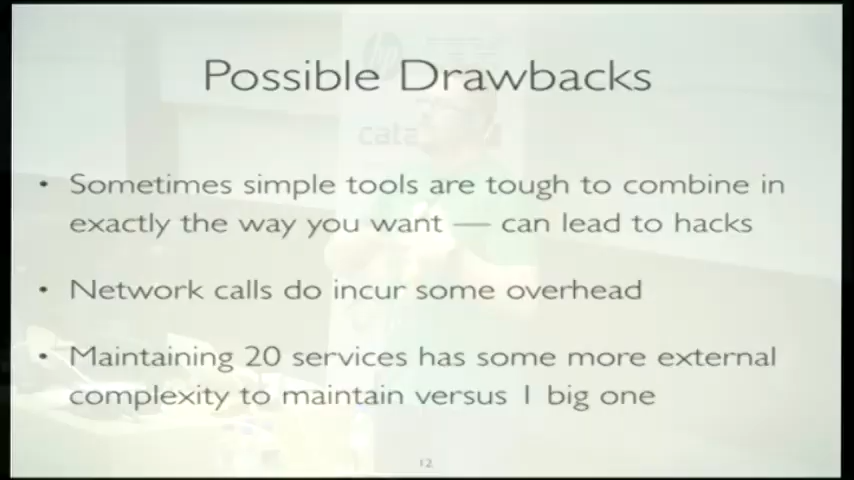 Possible Drawbacks
• Sometimes simple tools are tough to combine in
exactly the way you want — can lead to hacks
• Network calls do incur some overhead
• Maintaining 20 services has some more external
complexity to maintain versus 1 big one
12
hp
cata